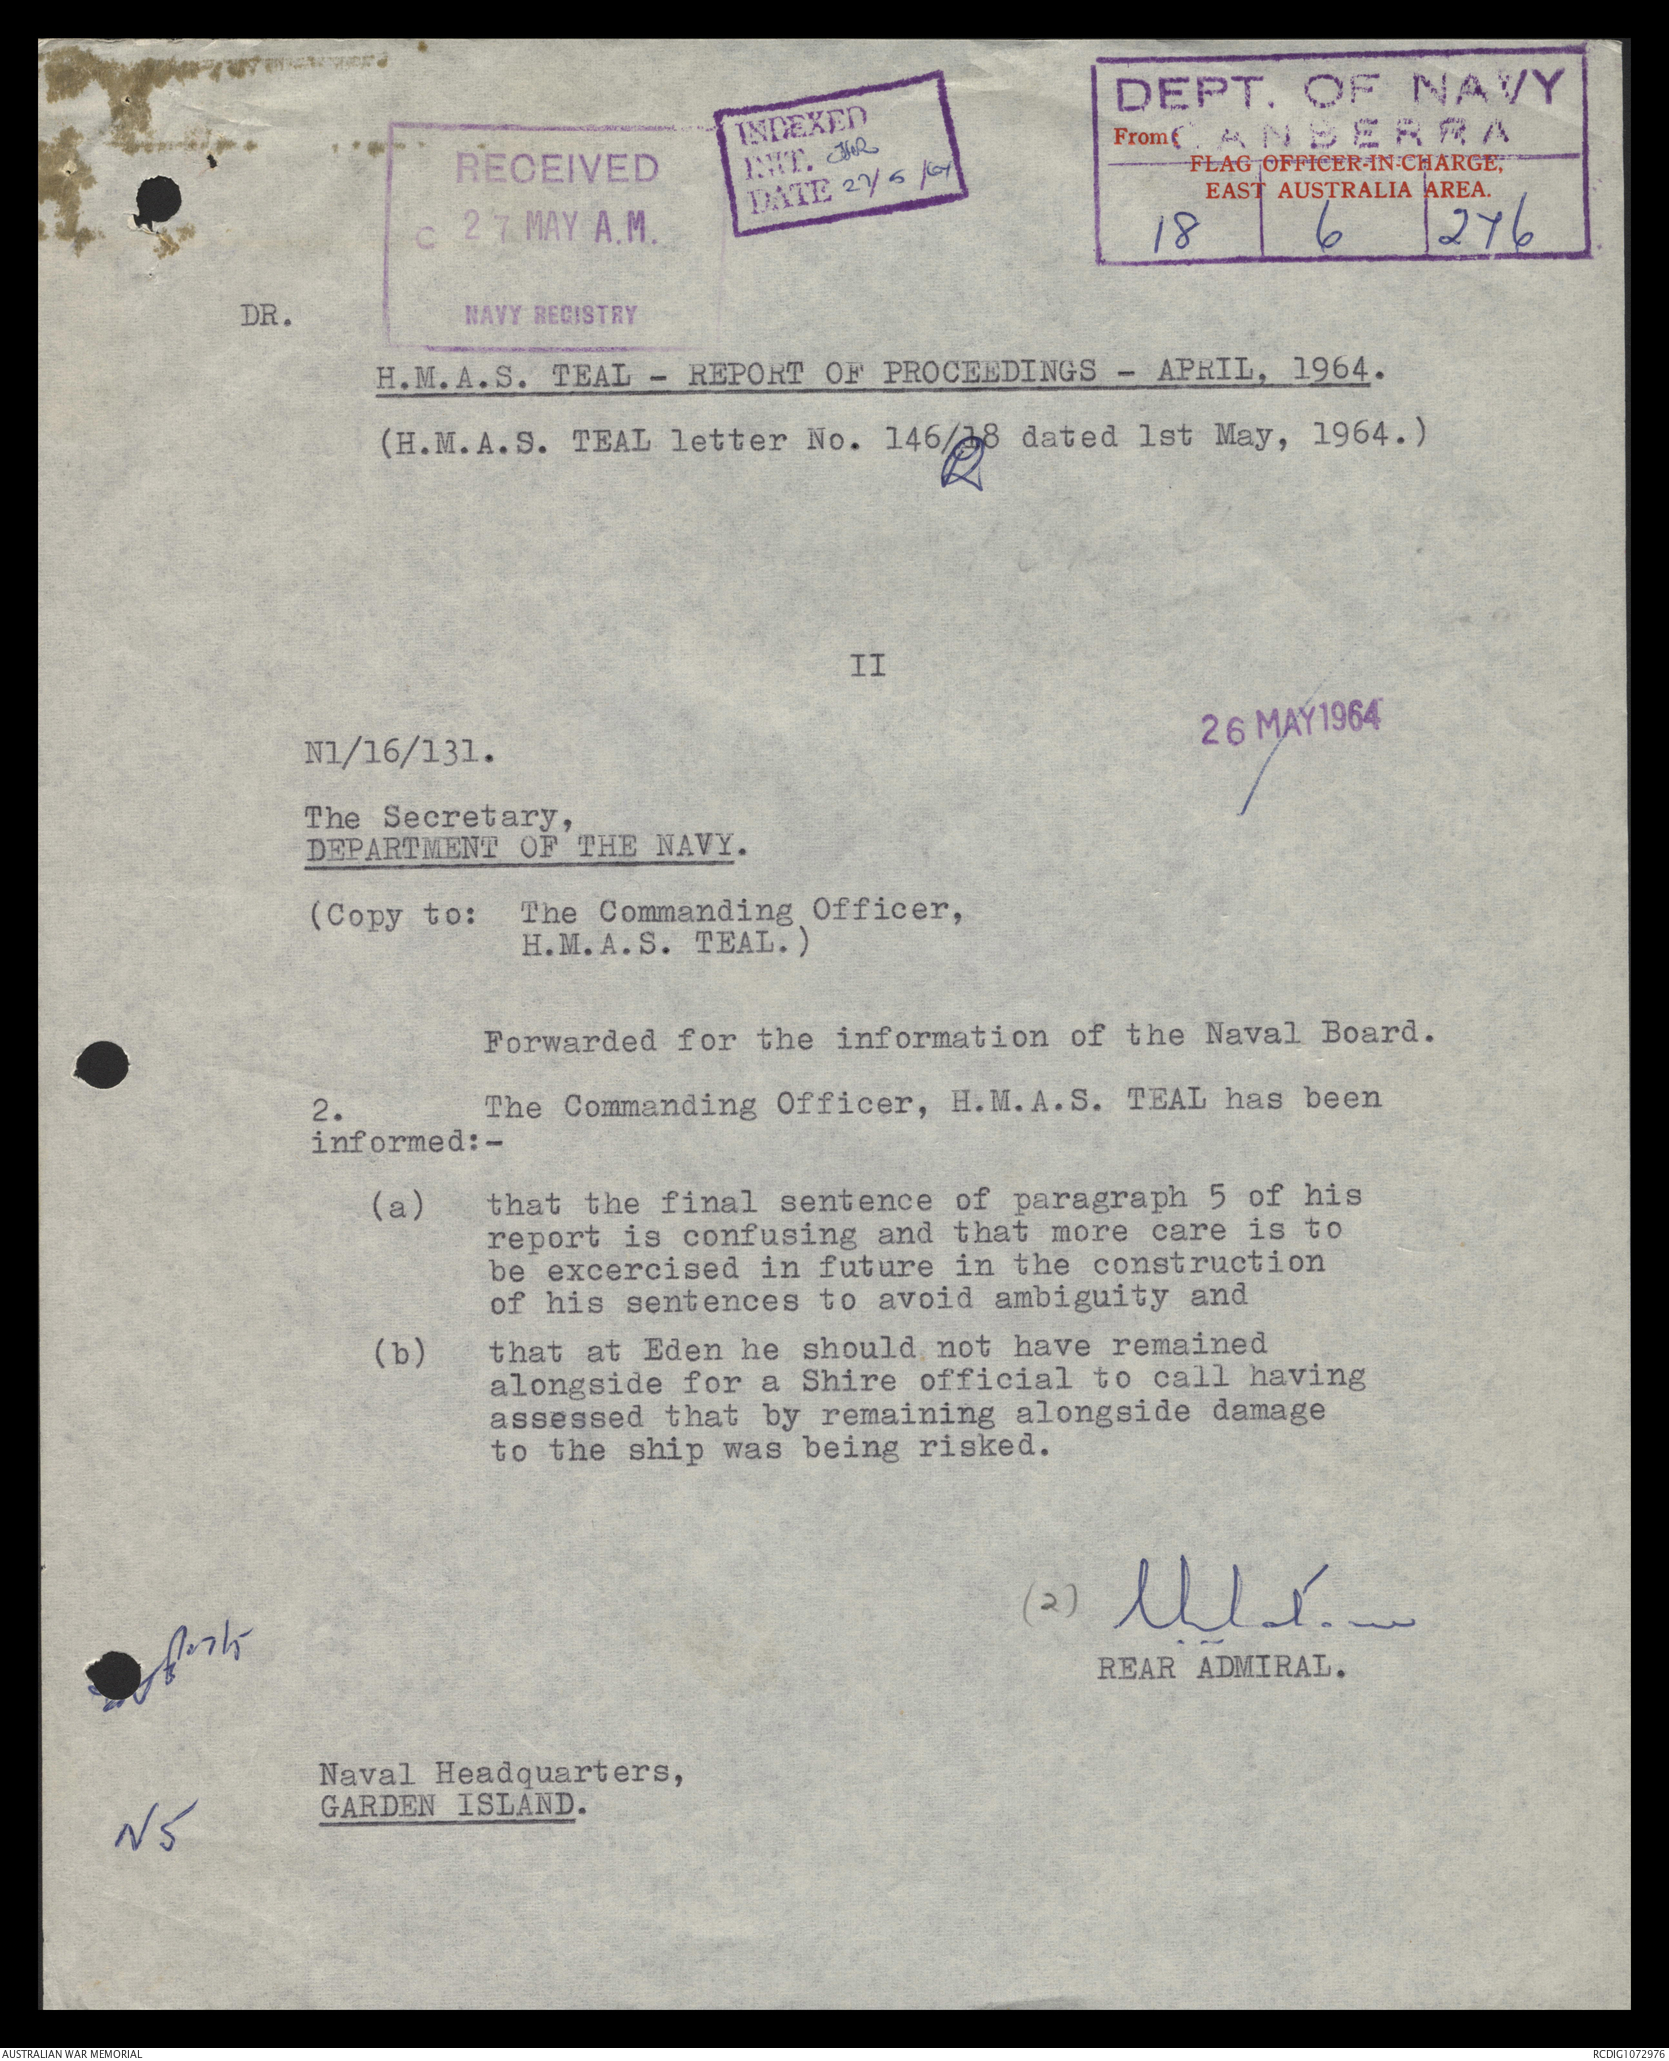 DEPT. OF NAVY
CANBERRA
From
FLAG OFFICER-IN-CHARGE,
EAST AUSTRALIA AREA.
18 6 276
INDEXED
INIT.
DATE 27/5/64
RECEIVED
C 27 MAY A.M.
NAVY REGISTRY
DR.
H.M.A.S. TEAL - REPORT OF PROCEEDINGS - APRIL, 1964.
(H.M.A.S. TEAL letter No. 146/18 dated 1st May, 1964.)
II
26 MAY 1964
N1/16/131.
The Secretary,
DEPARTMENT OF THE NAVY.
(Copy to: The Commanding Officer,
H.M.A.S. TEAL.)
Forwarded for the information of the Naval Board.
2. The Commanding Officer, H.M.A.S. TEAL has been
informed:-
(a) that the final sentence of paragraph 5 of his
report is confusing and that more care is to
be excercised in future in the construction
of his sentences to avoid ambiguity and
(b) that at Eden he should not have remained
alongside for a Shire official to call having
assessed that by remaining alongside damage
to the ship was being risked.
(2)
REAR ADMIRAL.
Naval Headquarters,
GARDEN ISLAND.
N5
AUSTRALIAN WAR MEMORIAL
RCDIG1072976